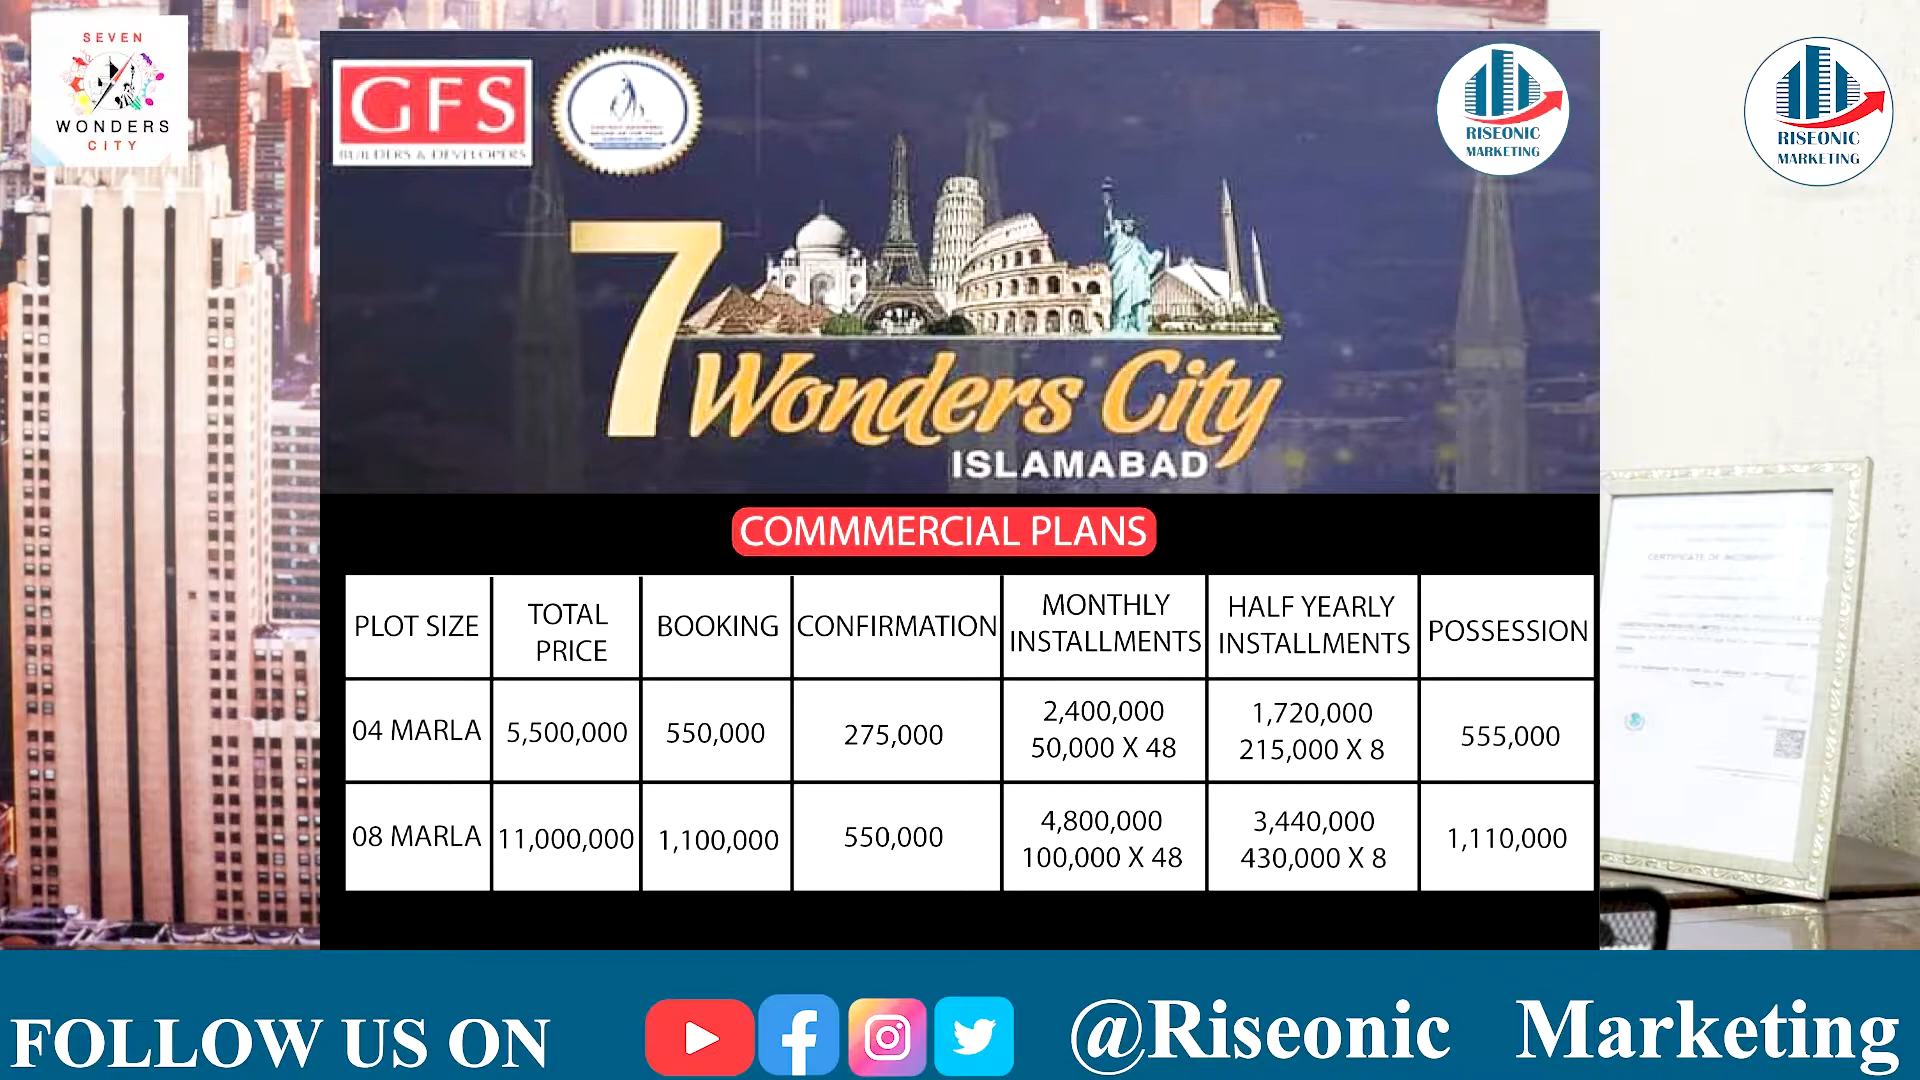 SEVEN
WONDERS
CITY
GFS
BUILDERS & DEVELOPERS
RISEONIC
MARKETING
RISEONIC
MARKETING
7 Wonders City
ISLAMABAD
COMMMERCIAL PLANS
PLOT SIZE TOTAL PRICE BOOKING CONFIRMATION MONTHLY INSTALLMENTS HALF YEARLY INSTALLMENTS POSSESSION
04 MARLA 5,500,000 550,000 275,000 2,400,000 50,000 X 48 1,720,000 215,000 X 8 555,000
08 MARLA 11,000,000 1,100,000 550,000 4,800,000 100,000 X 48 3,440,000 430,000 X 8 1,110,000
FOLLOW US ON @Riseonic Marketing